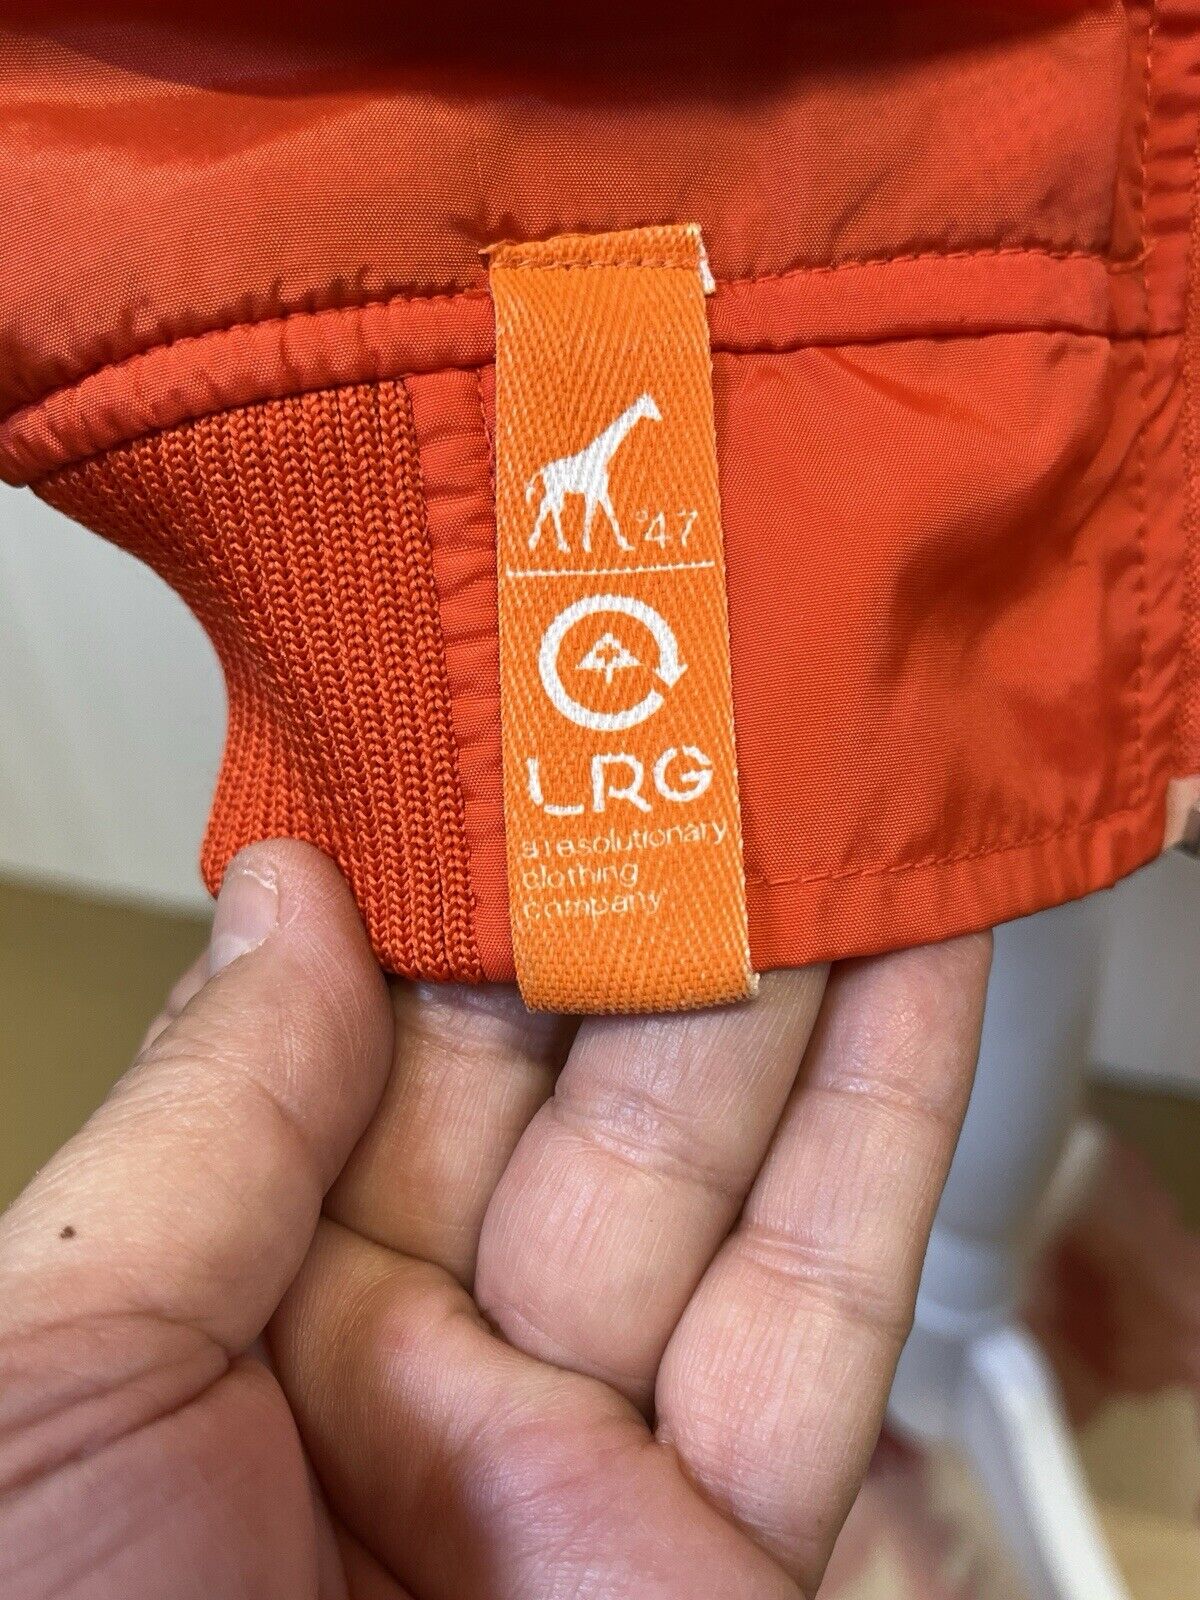 °47
LRG
a resolutionary
clothing
company